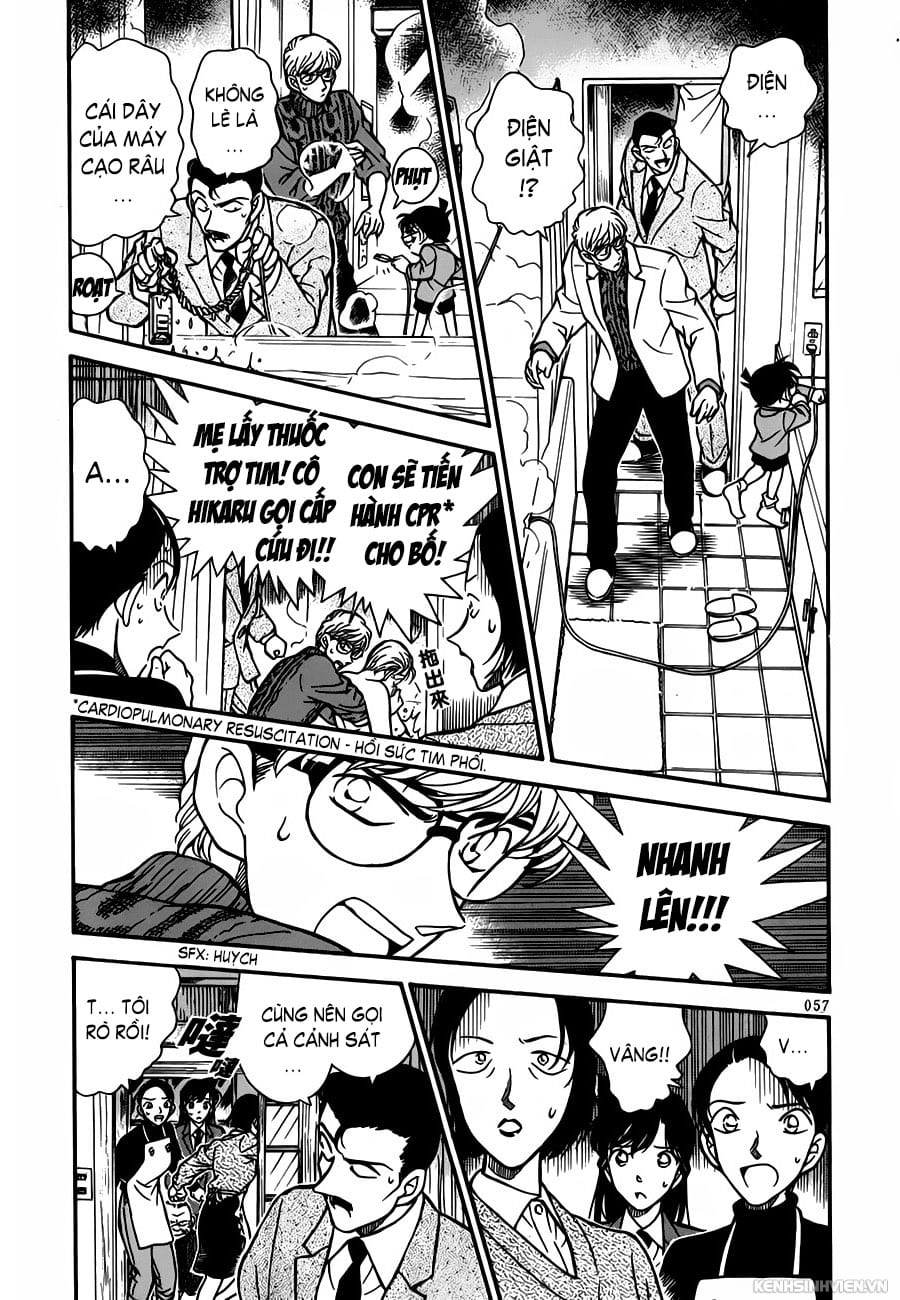 ĐIỆN
...
ĐIỆN
GIẬT
!?
KHÔNG
LẼ LÀ
...
CÁI DÂY
CỦA MÁY
CẠO RÂU
...
PHỤT
ROẠT
CON SẼ TIẾN
HÀNH CPR*
CHO BỐ!
MẸ LẤY THUỐC
TRỢ TIM! CÔ
HIKARU GỌI CẤP
CỨU ĐI!!
A...
拖出來
*CARDIOPULMONARY RESUSCITATION - HỒI SỨC TIM PHỔI.
NHANH
LÊN!!!
SFX: HUỴCH
057
V...
VÂNG!!
CŨNG NÊN GỌI
CẢ CẢNH SÁT
...
T... TÔI
RÕ RỒI!
噠
噠
KENHSINHVIEN.VN